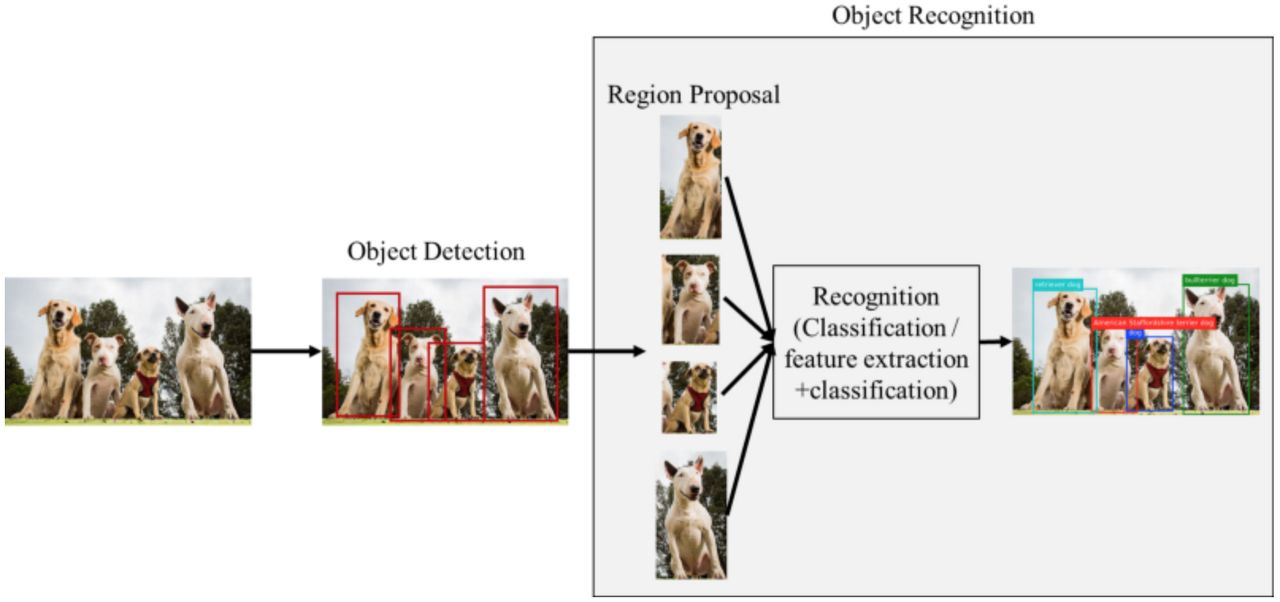 Object Recognition
Region Proposal
Object Detection
Recognition
(Classification /
feature extraction
+classification)
retriever dog
bullterrier dog
American Staffordshire terrier dog
dog